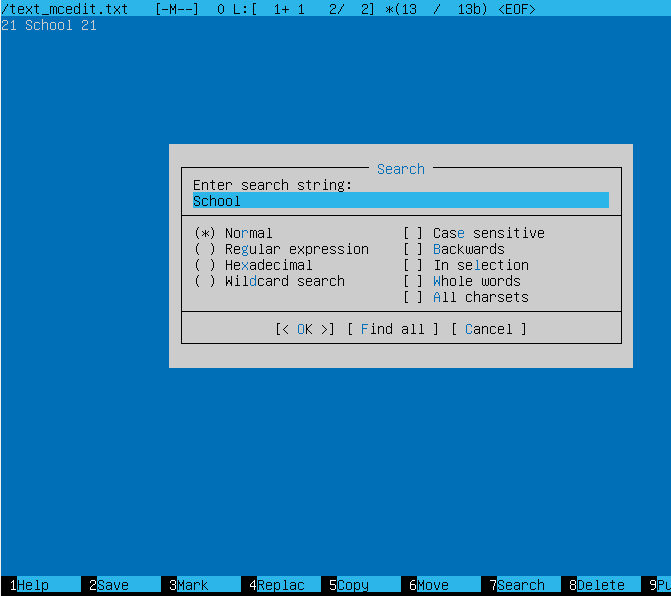 /text_mcedit.txt [-M--] 0 L:[ 1+ 1 2/ 2] *(13 / 13b) <EOF>
21 School 21
Search
Enter search string:
School
(*) Normal [ ] Case sensitive
( ) Regular expression [ ] Backwards
( ) Hexadecimal [ ] In selection
( ) Wildcard search [ ] Whole words
[ ] All charsets
[< OK >] [ Find all ] [ Cancel ]
1Help 2Save 3Mark 4Replac 5Copy 6Move 7Search 8Delete 9Pu